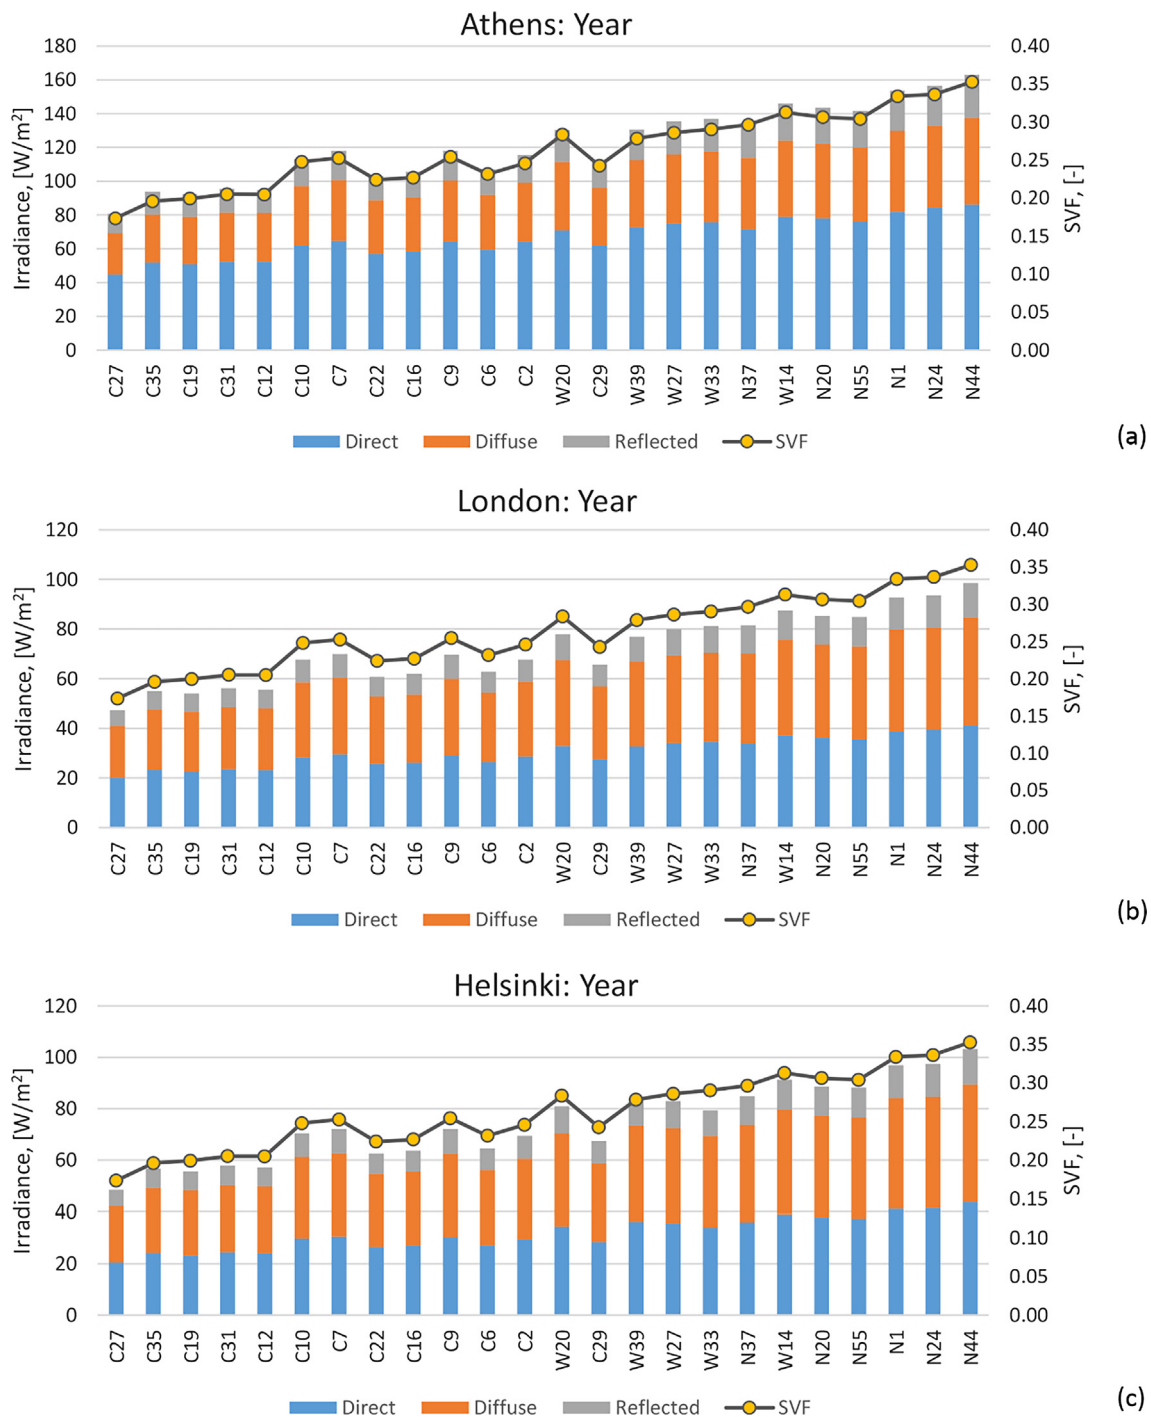 Athens: Year
180
160
140
120
100
80
60
40
20
0
Irradiance, [W/m²]
0.40
0.35
0.30
0.25
0.20
0.15
0.10
0.05
0.00
SVF, [-]
C27 C35 C19 C31 C12 C10 C7 C22 C16 C9 C6 C2 W20 C29 W39 W27 W33 N37 W14 N20 N55 N1 N24 N44
Direct Diffuse Reflected SVF
(a)
London: Year
120
100
80
60
40
20
0
Irradiance, [W/m²]
0.40
0.35
0.30
0.25
0.20
0.15
0.10
0.05
0.00
SVF, [-]
C27 C35 C19 C31 C12 C10 C7 C22 C16 C9 C6 C2 W20 C29 W39 W27 W33 N37 W14 N20 N55 N1 N24 N44
Direct Diffuse Reflected SVF
(b)
Helsinki: Year
120
100
80
60
40
20
0
Irradiance, [W/m²]
0.40
0.35
0.30
0.25
0.20
0.15
0.10
0.05
0.00
SVF, [-]
C27 C35 C19 C31 C12 C10 C7 C22 C16 C9 C6 C2 W20 C29 W39 W27 W33 N37 W14 N20 N55 N1 N24 N44
Direct Diffuse Reflected SVF
(c)